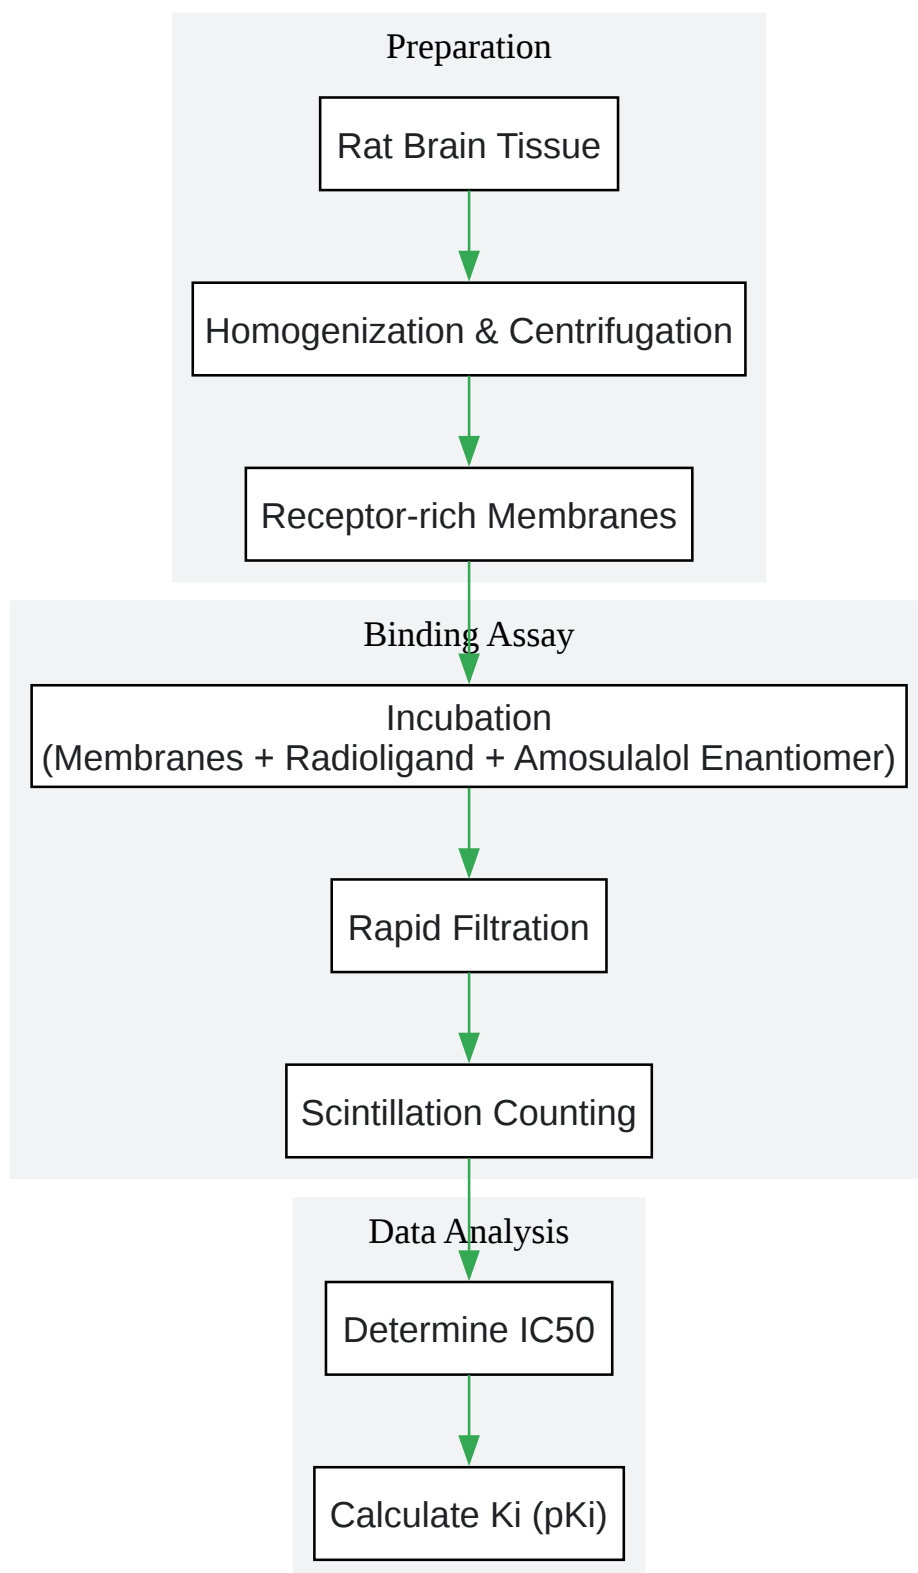 Preparation
Rat Brain Tissue
Homogenization & Centrifugation
Receptor-rich Membranes
Binding Assay
Incubation
(Membranes + Radioligand + Amosulalol Enantiomer)
Rapid Filtration
Scintillation Counting
Data Analysis
Determine IC50
Calculate Ki (pKi)